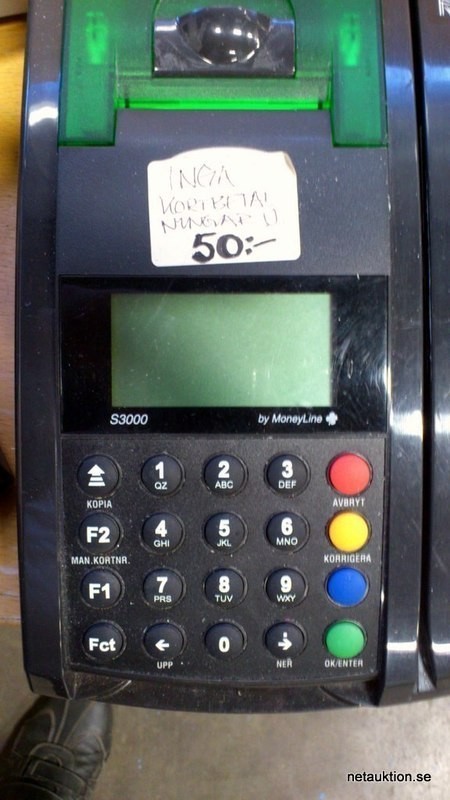 INGA
KORTBETAL
NINGAR U
50:-
S3000
by MoneyLine
1
QZ
2
ABC
3
DEF
KOPIA
AVBRYT
F2
4
GHI
5
JKL
6
MNO
MAN.KORTNR.
KORRIGERA
F1
7
PRS
8
TUV
9
WXY
Fct
0
UPP
NER
OK/ENTER
netauktion.se